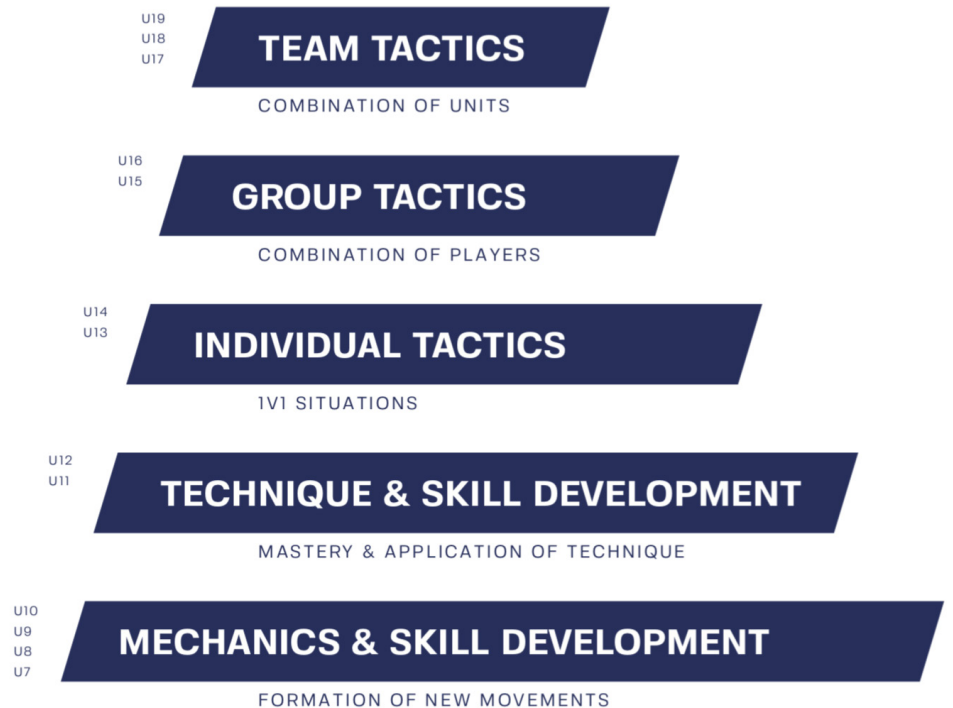 U19
U18
U17
TEAM TACTICS
COMBINATION OF UNITS
U16
U15
GROUP TACTICS
COMBINATION OF PLAYERS
U14
U13
INDIVIDUAL TACTICS
1V1 SITUATIONS
U12
U11
TECHNIQUE & SKILL DEVELOPMENT
MASTERY & APPLICATION OF TECHNIQUE
U10
U9
U8
U7
MECHANICS & SKILL DEVELOPMENT
FORMATION OF NEW MOVEMENTS